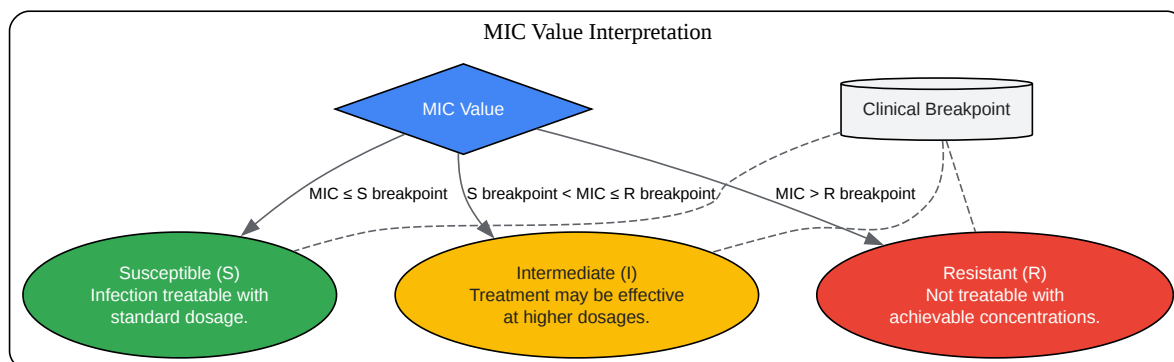 MIC Value Interpretation
MIC Value
Clinical Breakpoint
MIC ≤ S breakpoint
S breakpoint < MIC ≤ R breakpoint
MIC > R breakpoint
Susceptible (S)
Infection treatable with
standard dosage.
Intermediate (I)
Treatment may be effective
at higher dosages.
Resistant (R)
Not treatable with
achievable concentrations.